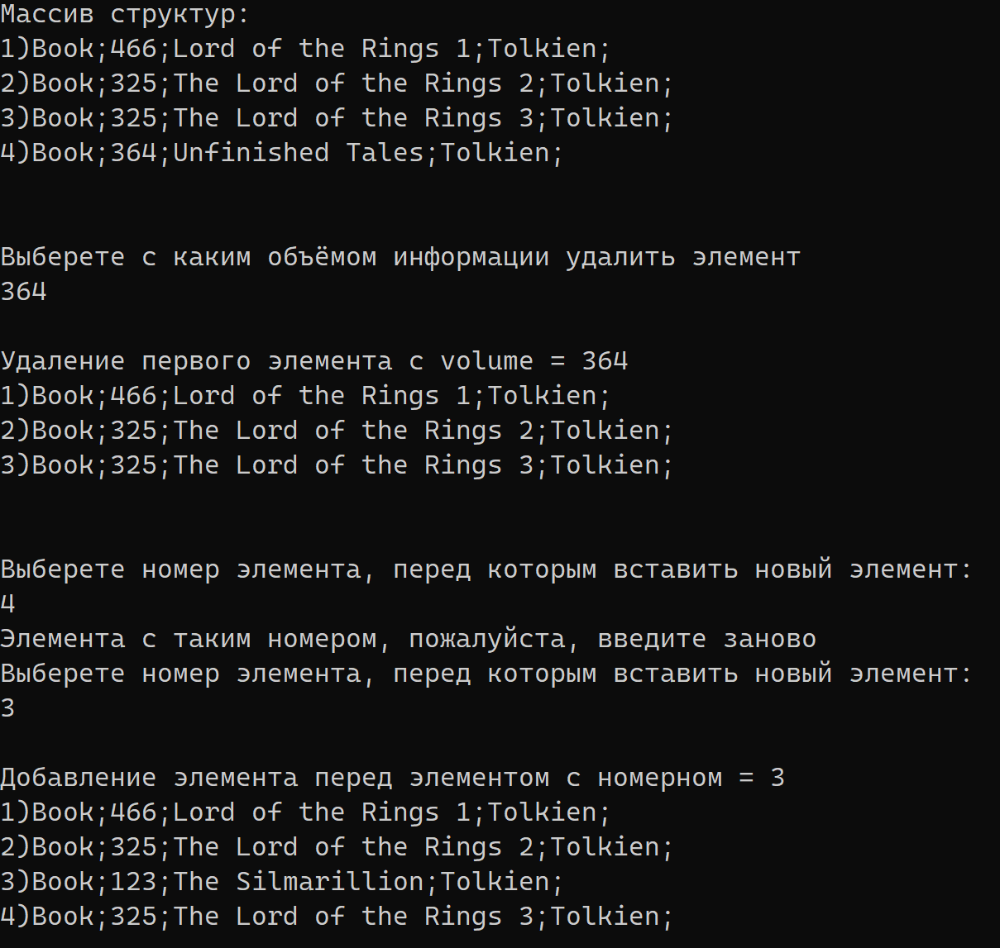 Массив структур:
1)Book;466;Lord of the Rings 1;Tolkien;
2)Book;325;The Lord of the Rings 2;Tolkien;
3)Book;325;The Lord of the Rings 3;Tolkien;
4)Book;364;Unfinished Tales;Tolkien;
Выберете с каким объёмом информации удалить элемент
364
Удаление первого элемента с volume = 364
1)Book;466;Lord of the Rings 1;Tolkien;
2)Book;325;The Lord of the Rings 2;Tolkien;
3)Book;325;The Lord of the Rings 3;Tolkien;
Выберете номер элемента, перед которым вставить новый элемент:
4
Элемента с таким номером, пожалуйста, введите заново
Выберете номер элемента, перед которым вставить новый элемент:
3
Добавление элемента перед элементом с номерном = 3
1)Book;466;Lord of the Rings 1;Tolkien;
2)Book;325;The Lord of the Rings 2;Tolkien;
3)Book;123;The Silmarillion;Tolkien;
4)Book;325;The Lord of the Rings 3;Tolkien;